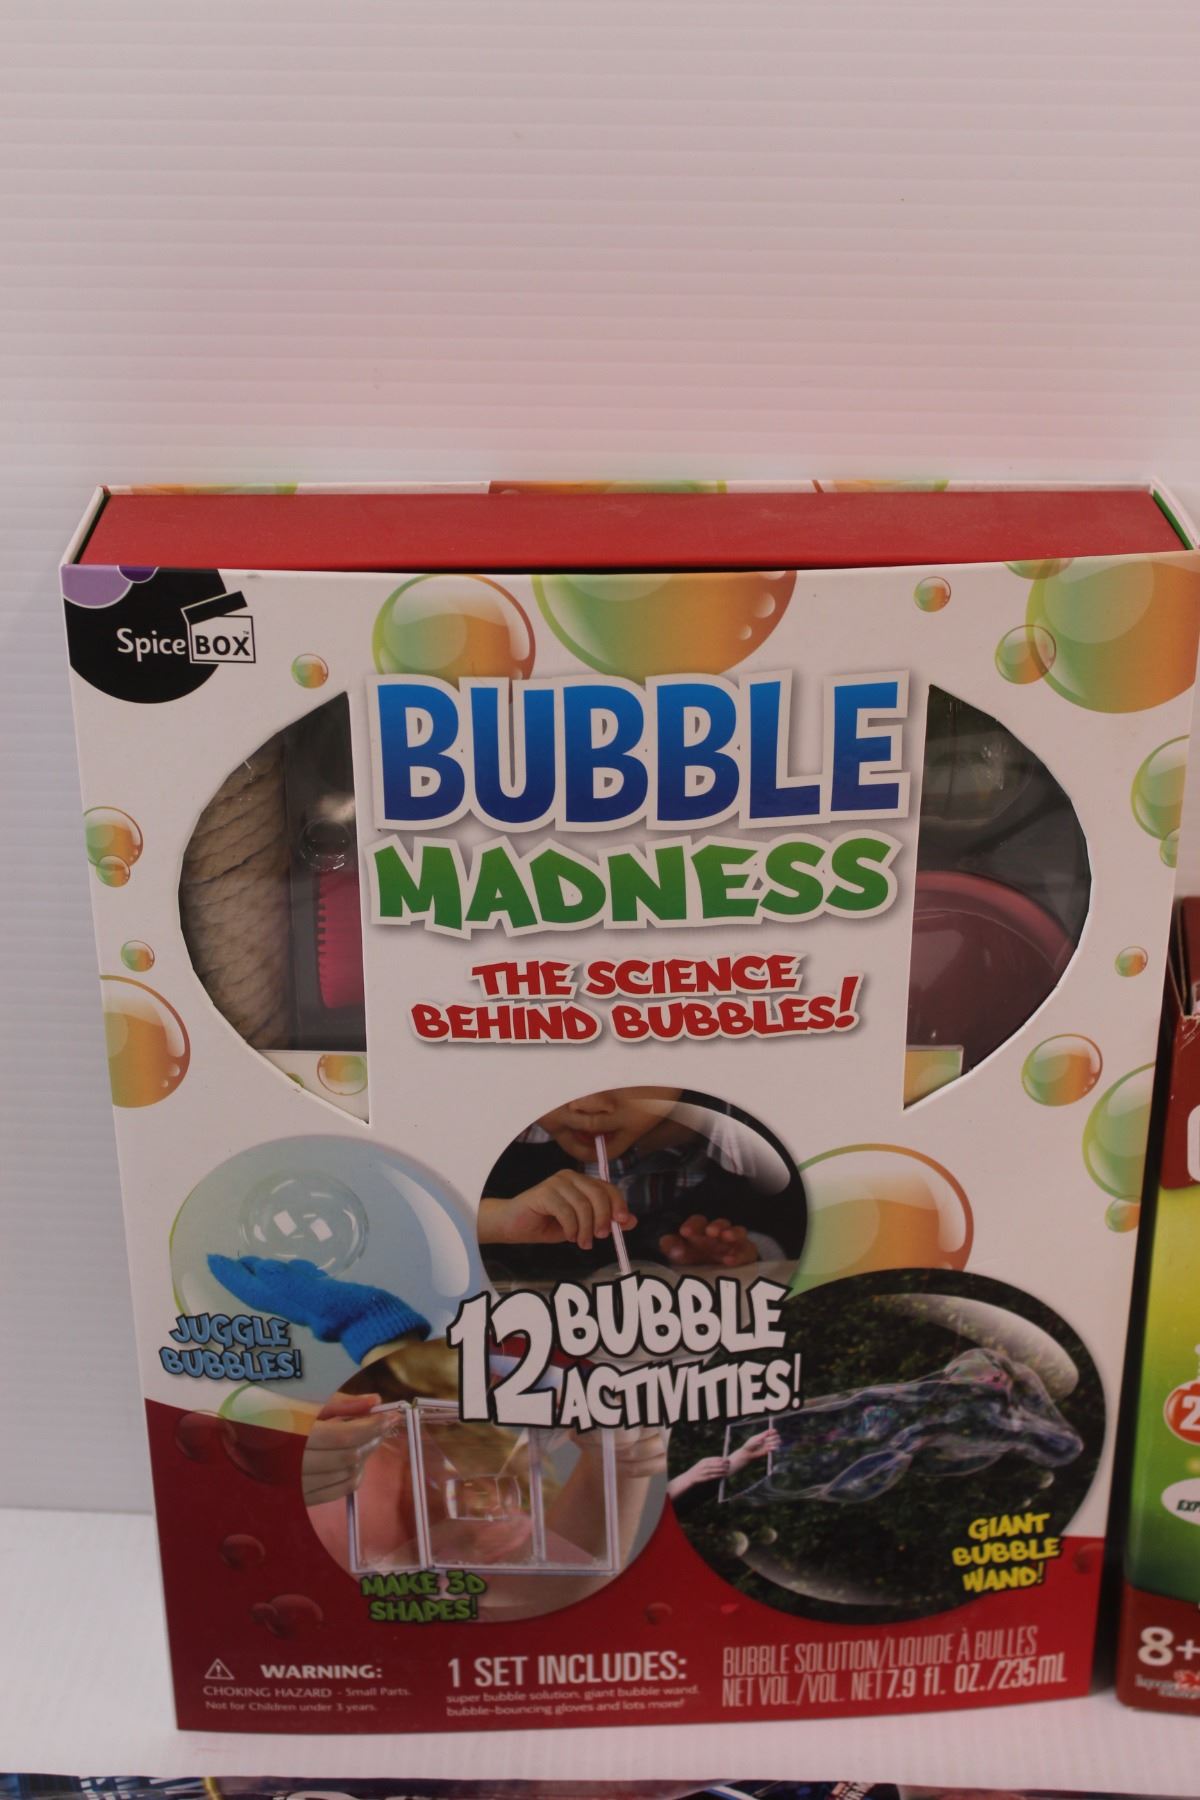 Spice BOX™
BUBBLE
MADNESS
THE SCIENCE
BEHIND BUBBLES!
JUGGLE
BUBBLES!
12 BUBBLE
ACTIVITIES!
MAKE 3D
SHAPES!
GIANT
BUBBLE
WAND!
WARNING:
CHOKING HAZARD - Small Parts.
Not for Children under 3 years.
1 SET INCLUDES:
super bubble solution, giant bubble wand,
bubble-bouncing gloves and lots more!
BUBBLE SOLUTION/LIQUIDE À BULLES
NET VOL./VOL. NET 7.9 fl. OZ./235mL
8+